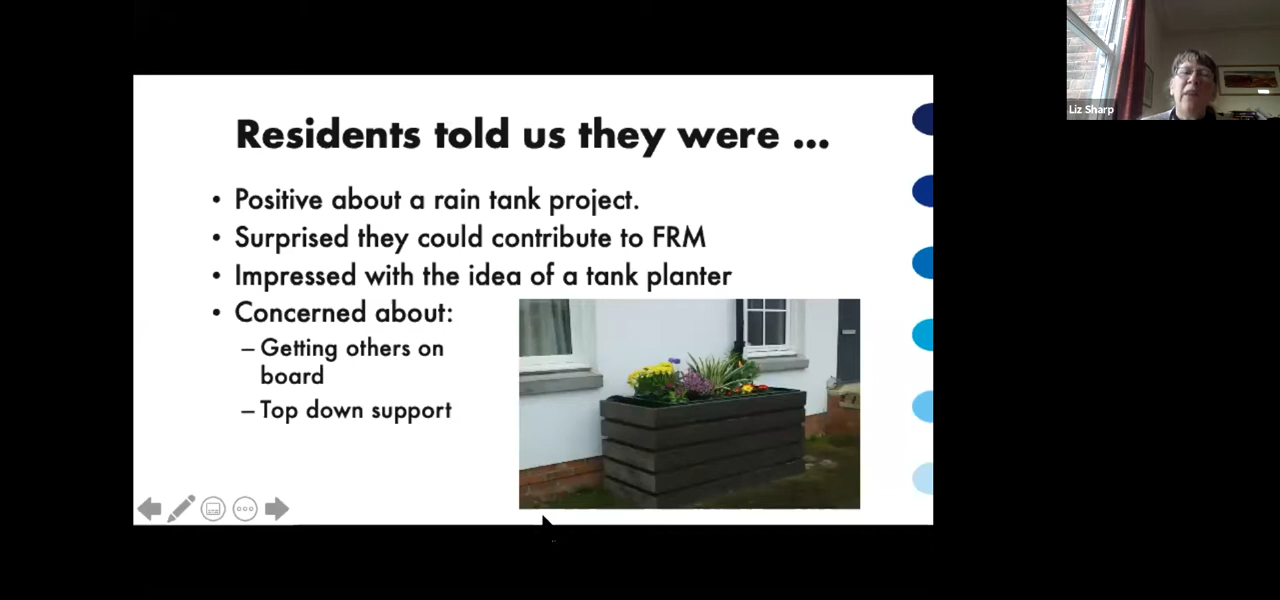 Residents told us they were ...
• Positive about a rain tank project.
• Surprised they could contribute to FRM
• Impressed with the idea of a tank planter
• Concerned about:
– Getting others on
board
– Top down support
Liz Sharp